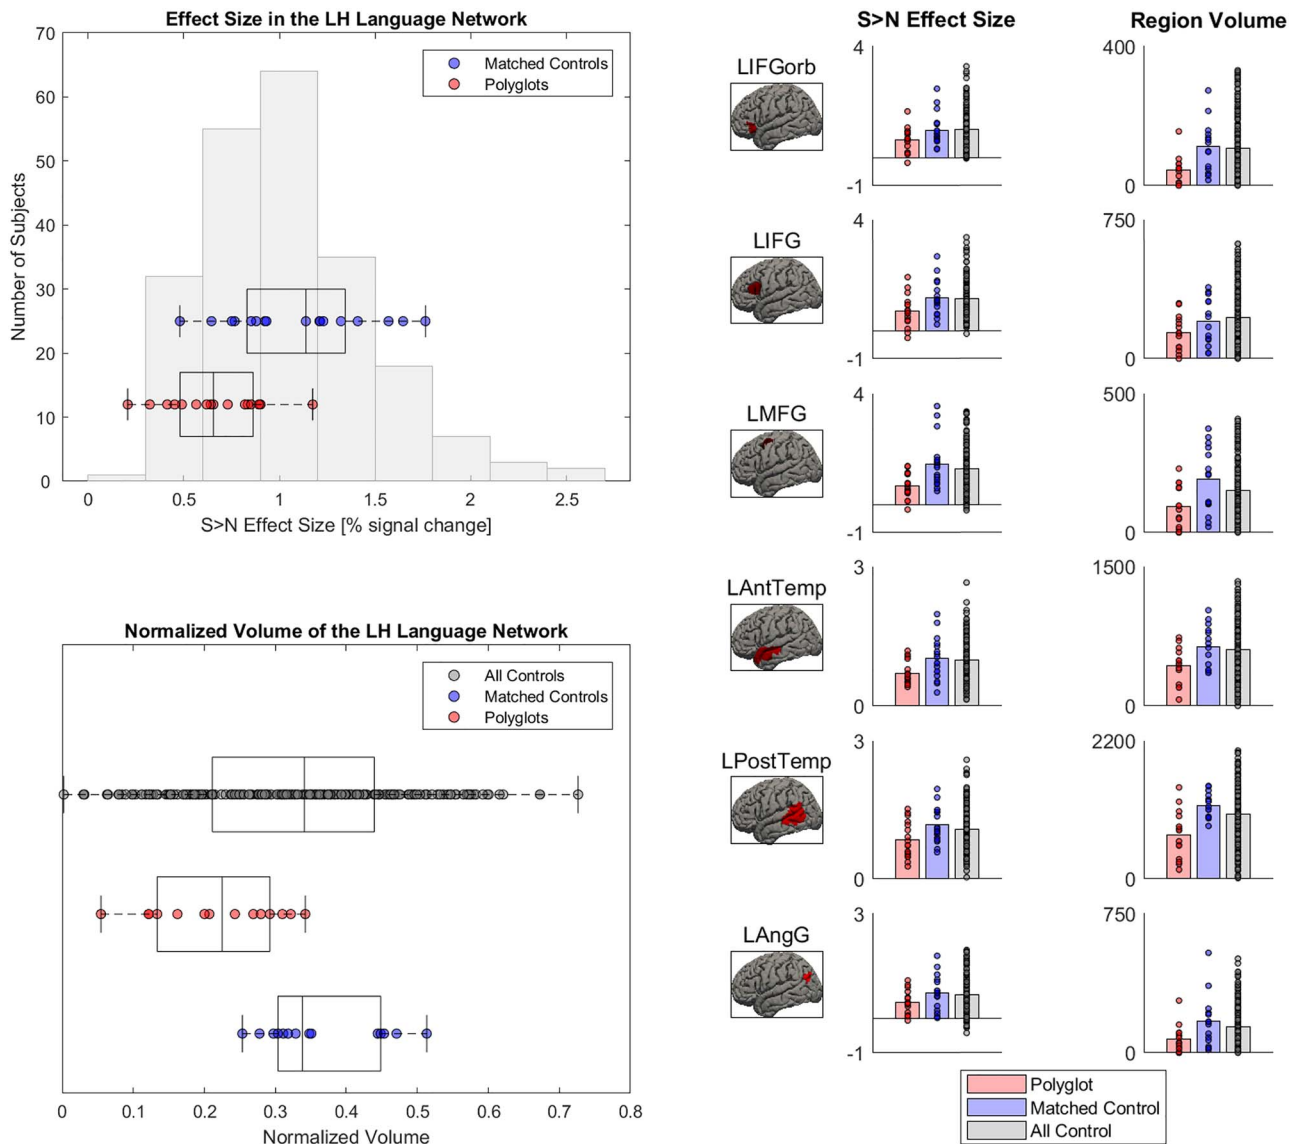 Effect Size in the LH Language Network
70
60
50
40
30
20
10
0
Number of Subjects
Matched Controls
Polyglots
0 0.5 1 1.5 2 2.5
S>N Effect Size [% signal change]
Normalized Volume of the LH Language Network
All Controls
Matched Controls
Polyglots
0 0.1 0.2 0.3 0.4 0.5 0.6 0.7 0.8
Normalized Volume
S>N Effect Size Region Volume
LIFGorb
4
-1
400
0
LIFG
4
-1
750
0
LMFG
4
-1
500
0
LAntTemp
3
0
1500
0
LPostTemp
3
0
2200
0
LAngG
3
-1
750
0
Polyglot
Matched Control
All Control